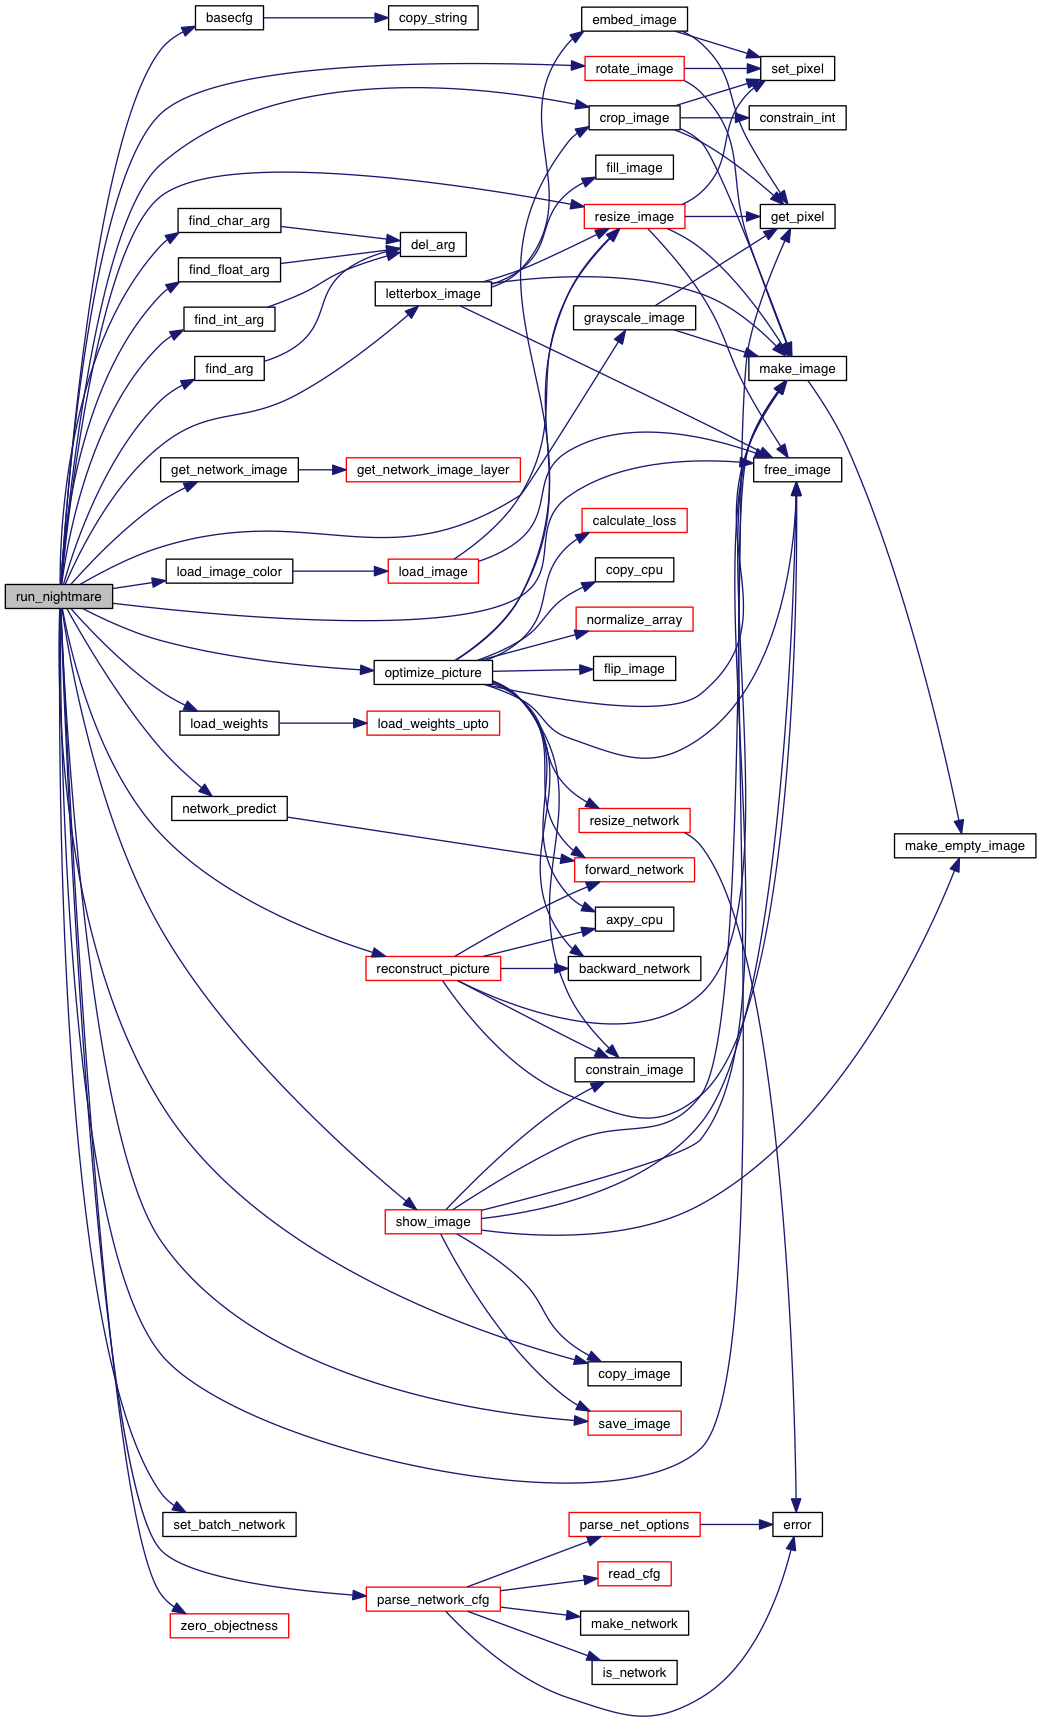 run_nightmare
basecfg
copy_string
embed_image
rotate_image
set_pixel
crop_image
constrain_int
fill_image
find_char_arg
resize_image
get_pixel
del_arg
find_float_arg
letterbox_image
find_int_arg
grayscale_image
find_arg
make_image
get_network_image
get_network_image_layer
free_image
calculate_loss
load_image_color
load_image
copy_cpu
normalize_array
optimize_picture
flip_image
load_weights
load_weights_upto
network_predict
resize_network
make_empty_image
forward_network
axpy_cpu
reconstruct_picture
backward_network
constrain_image
show_image
copy_image
save_image
set_batch_network
parse_net_options
error
read_cfg
parse_network_cfg
zero_objectness
make_network
is_network